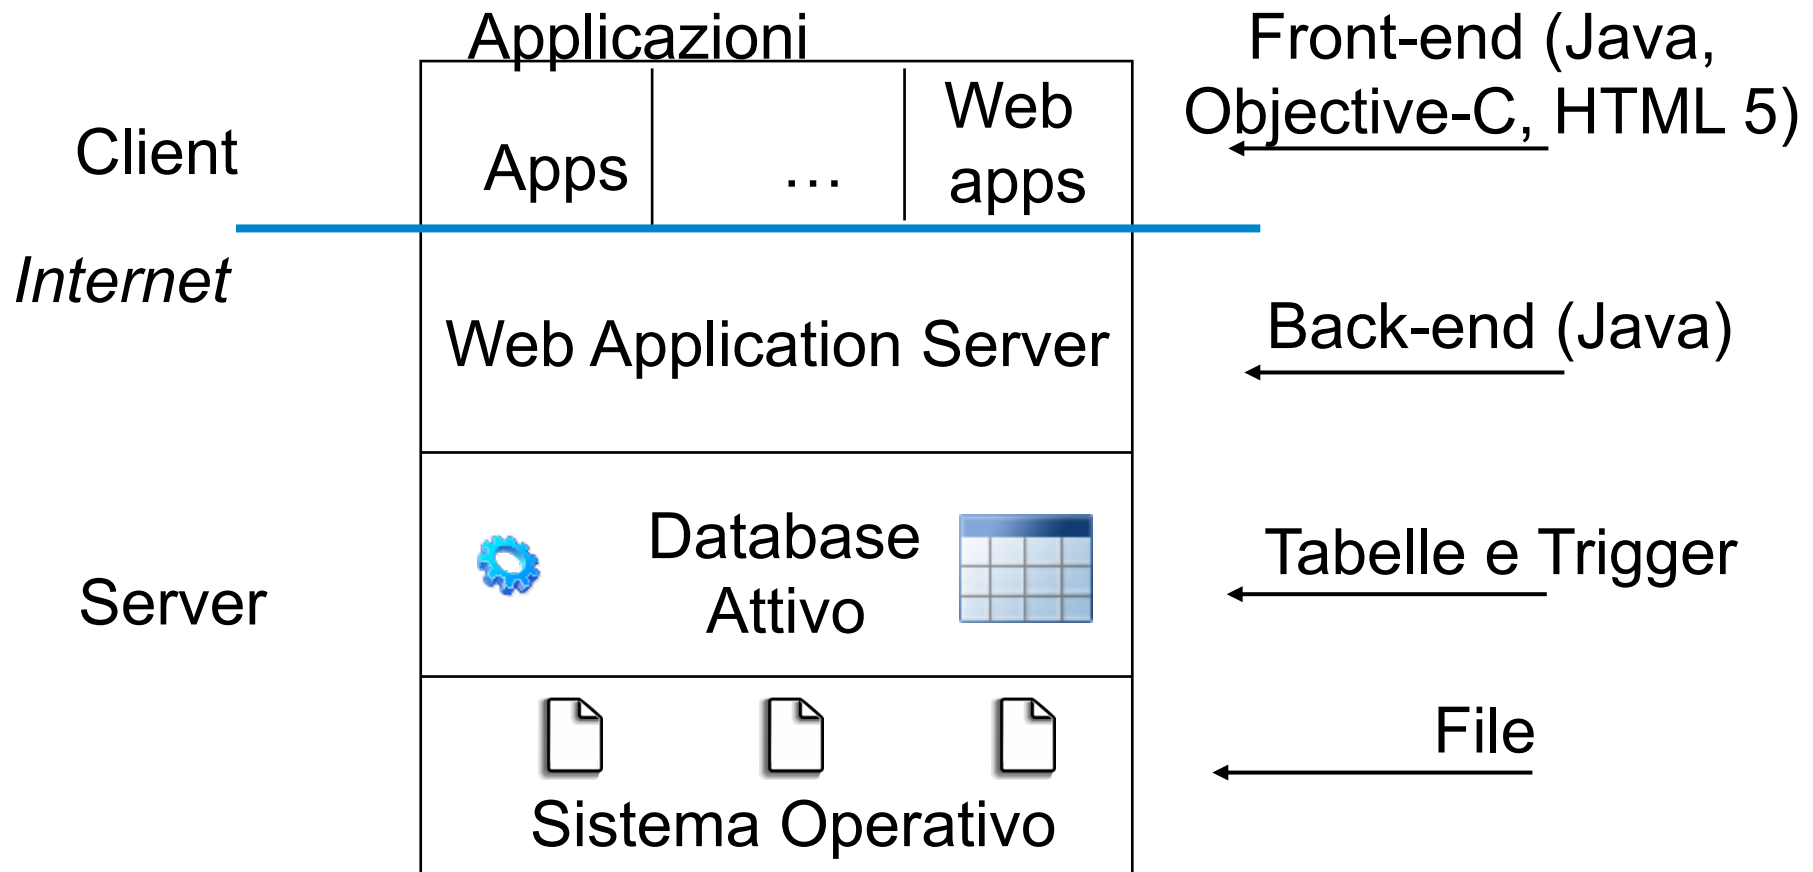 Applicazioni
Front-end (Java,
Objective-C, HTML 5)
Client
Apps
…
Web
apps
Internet
Web Application Server
Back-end (Java)
Server
Database
Attivo
Tabelle e Trigger
File
Sistema Operativo